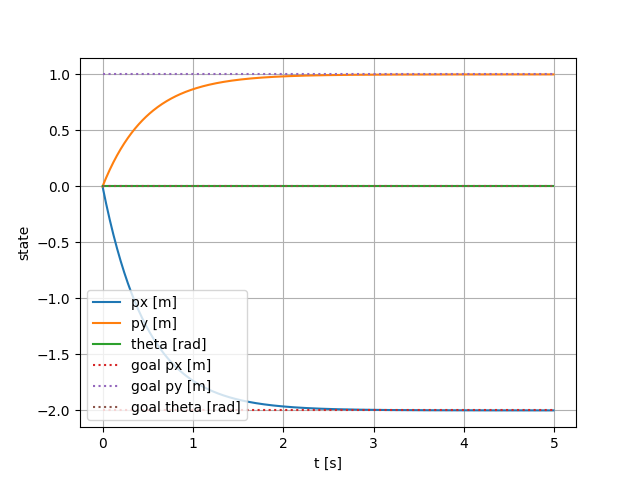 1.0
0.5
0.0
−0.5
−1.0
−1.5
−2.0
state
px [m]
py [m]
theta [rad]
goal px [m]
goal py [m]
goal theta [rad]
0 1 2 3 4 5
t [s]